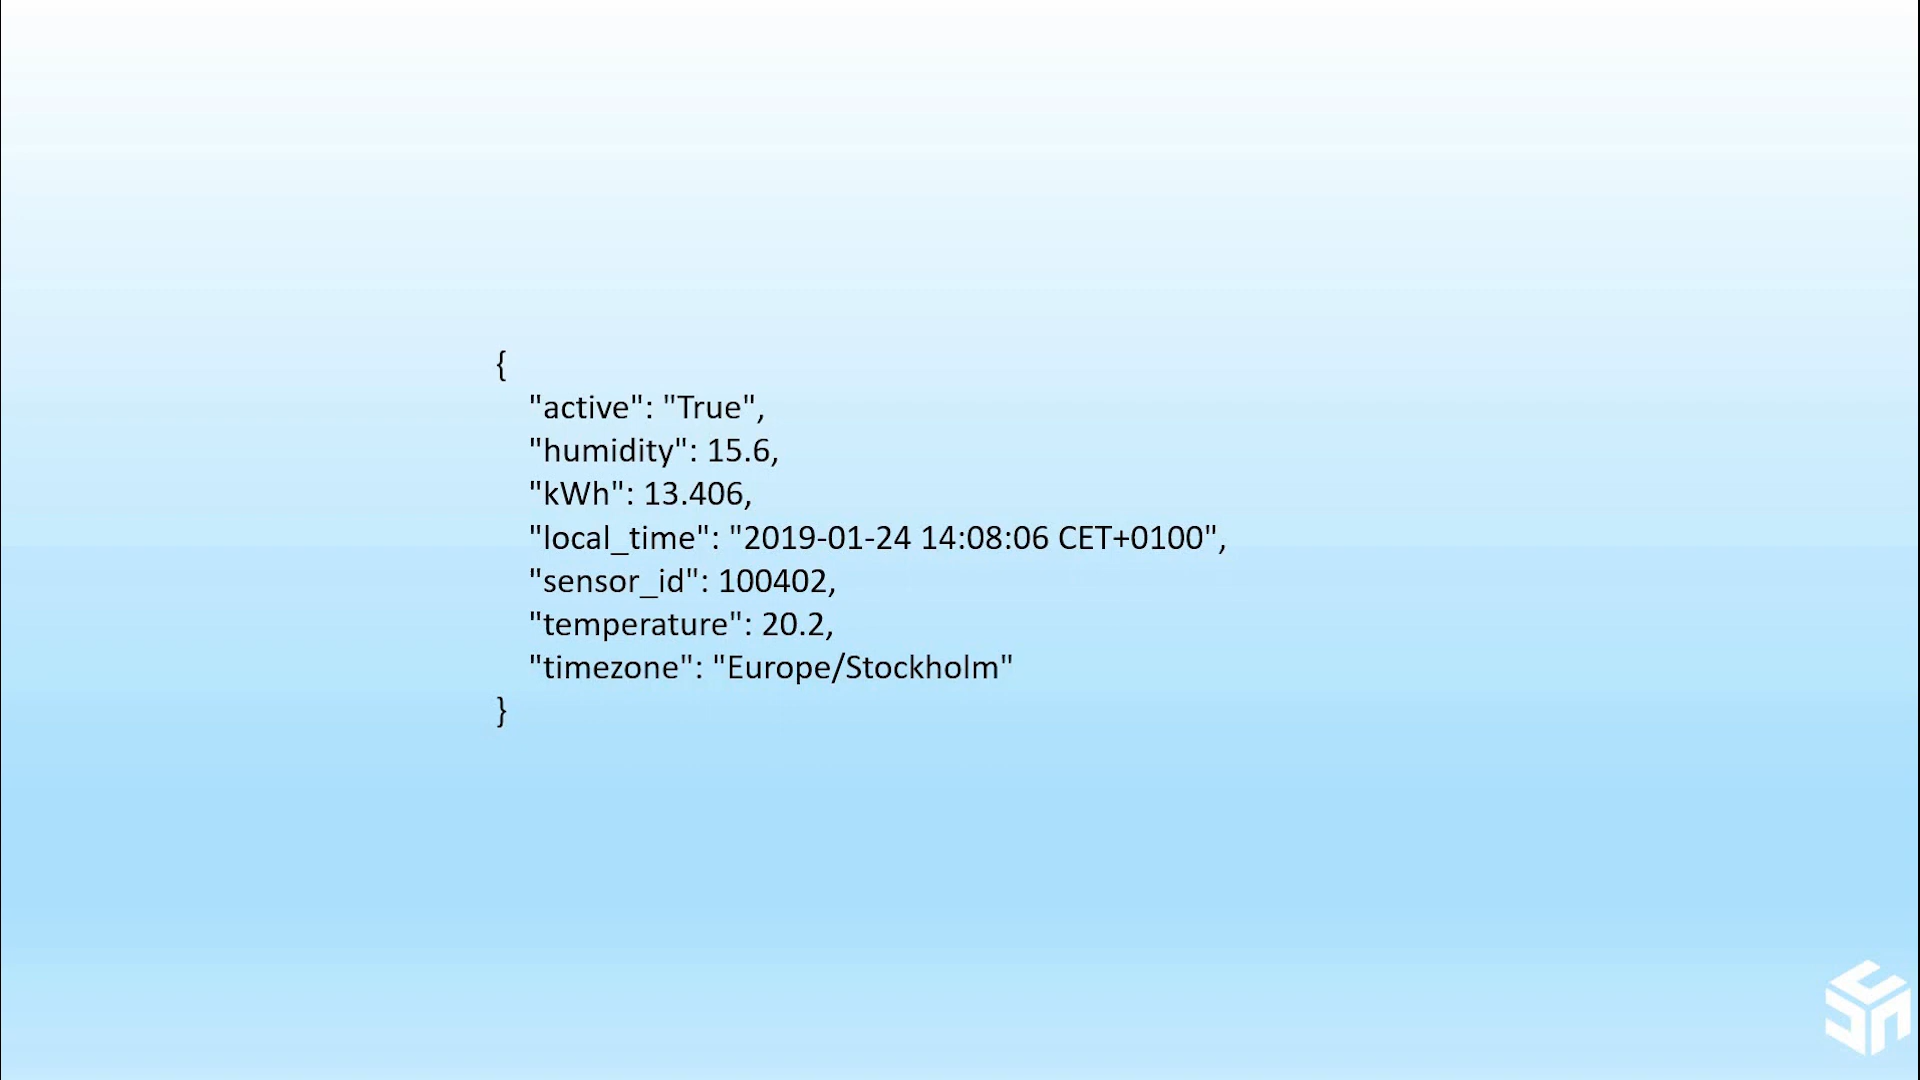 {
"active": "True",
"humidity": 15.6,
"kWh": 13.406,
"local_time": "2019-01-24 14:08:06 CET+0100",
"sensor_id": 100402,
"temperature": 20.2,
"timezone": "Europe/Stockholm"
}